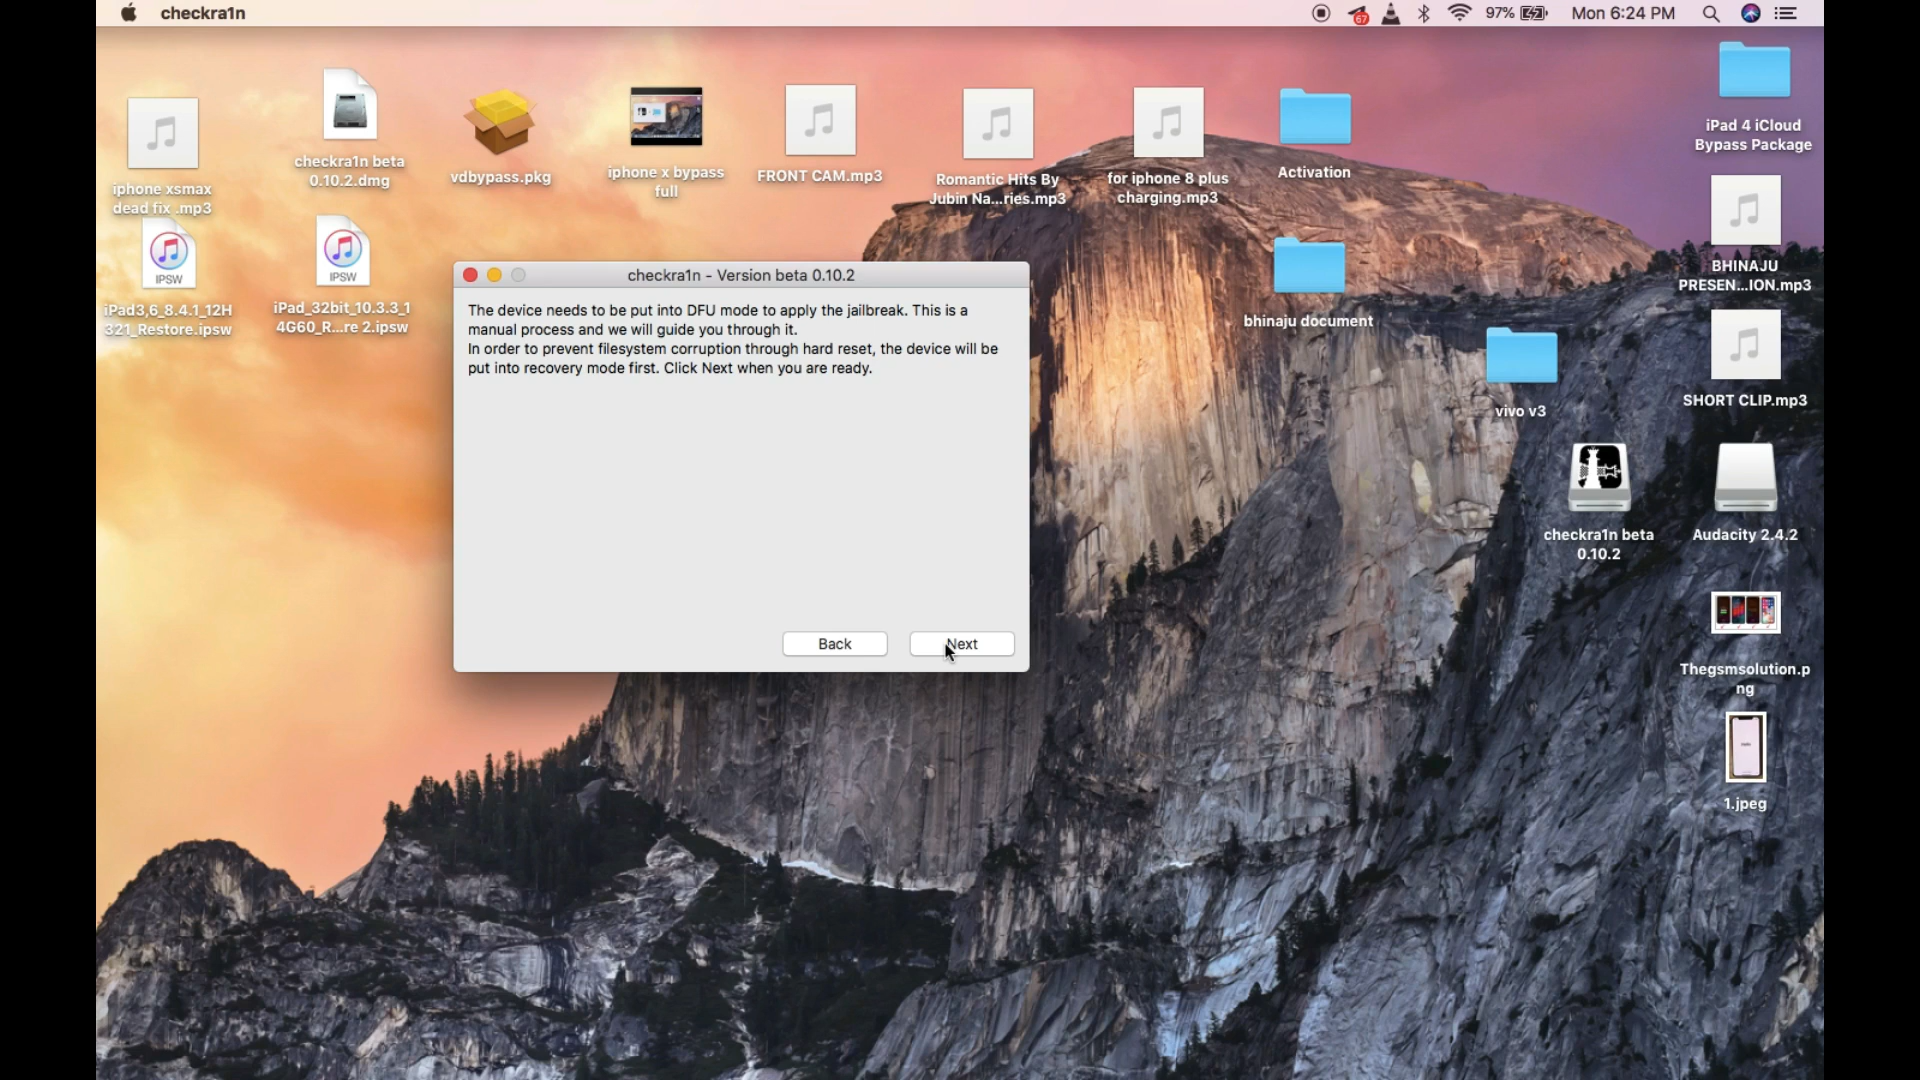 checkra1n
67
97%
Mon 6:24 PM
iphone xsmax
dead fix .mp3
checkra1n beta
0.10.2.dmg
vdbypass.pkg
iphone x bypass
full
FRONT CAM.mp3
Romantic Hits By
Jubin Na...ries.mp3
for iphone 8 plus
charging.mp3
Activation
iPad 4 iCloud
Bypass Package
IPSW
iPad3,6_8.4.1_12H
321_Restore.ipsw
IPSW
iPad_32bit_10.3.3_1
4G60_R...re 2.ipsw
bhinaju document
BHINAJU
PRESEN...ION.mp3
vivo v3
SHORT CLIP.mp3
checkra1n beta
0.10.2
Audacity 2.4.2
Thegsmsolution.p
ng
1.jpeg
checkra1n - Version beta 0.10.2
The device needs to be put into DFU mode to apply the jailbreak. This is a
manual process and we will guide you through it.
In order to prevent filesystem corruption through hard reset, the device will be
put into recovery mode first. Click Next when you are ready.
Back
Next